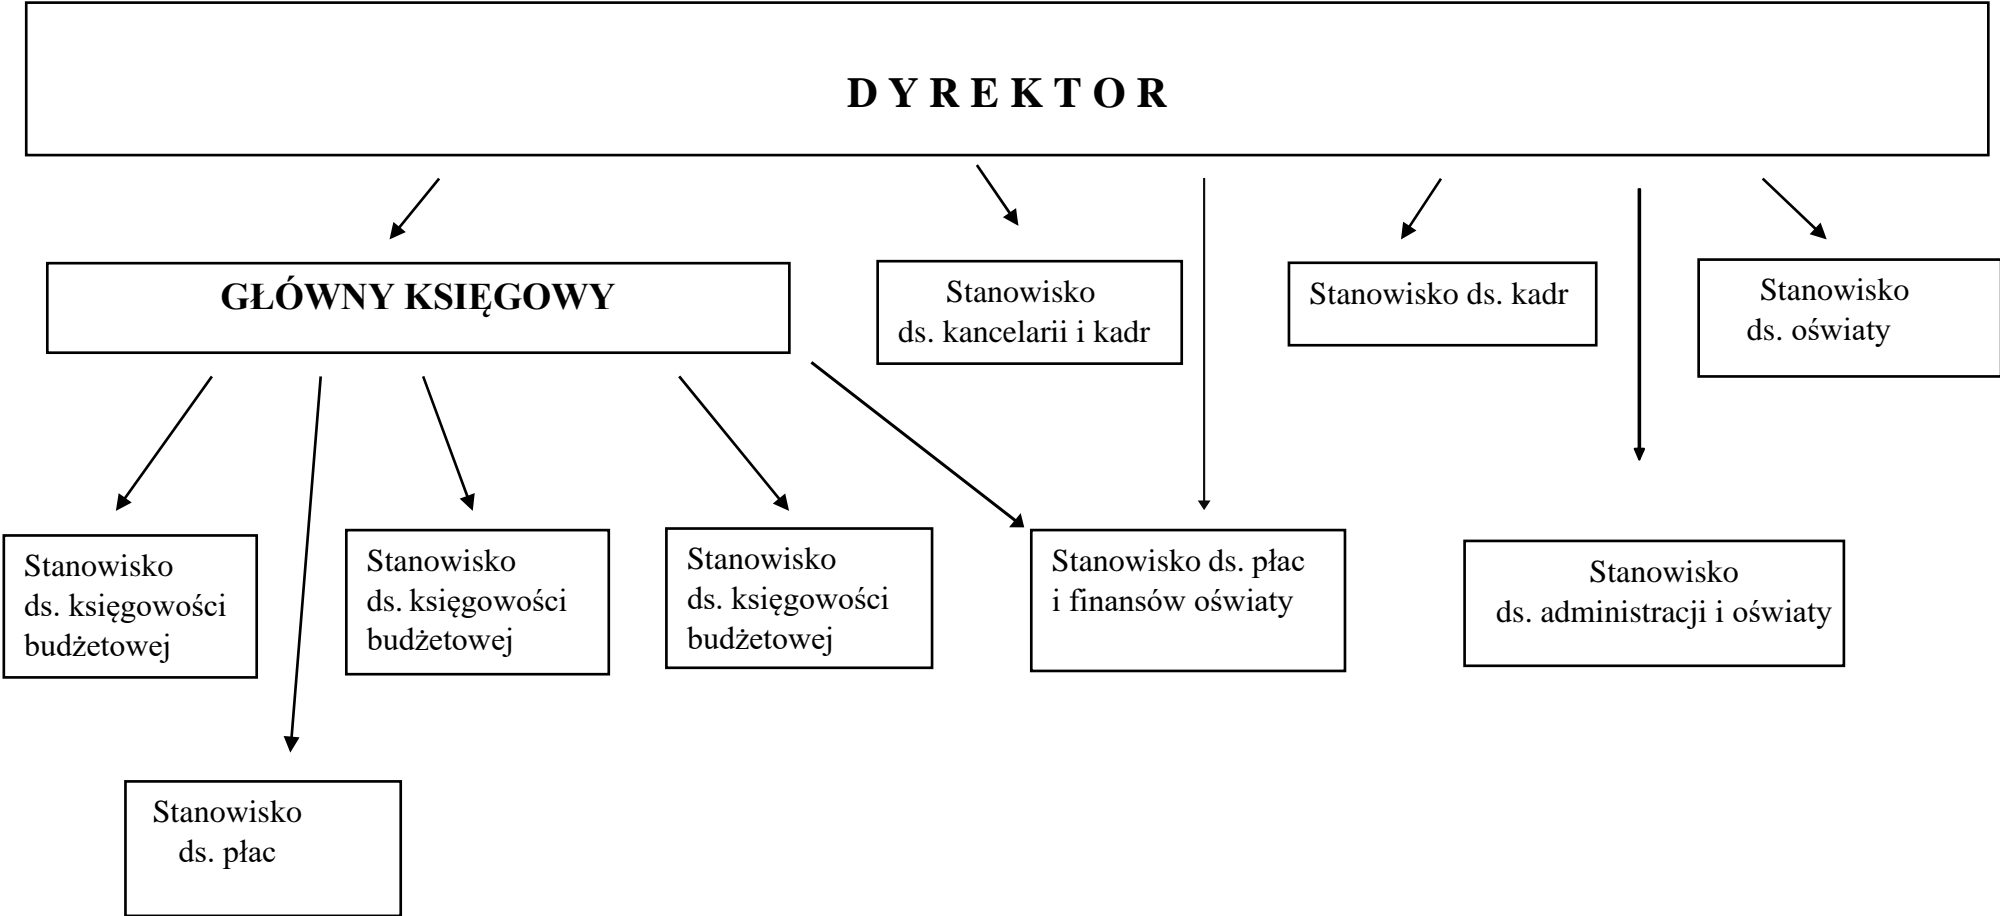 D Y R E K T O R
GŁÓWNY KSIĘGOWY
Stanowisko
ds. kancelarii i kadr
Stanowisko ds. kadr
Stanowisko
ds. oświaty
Stanowisko
ds. księgowości
budżetowej
Stanowisko
ds. księgowości
budżetowej
Stanowisko
ds. księgowości
budżetowej
Stanowisko ds. płac
i finansów oświaty
Stanowisko
ds. administracji i oświaty
Stanowisko
ds. płac